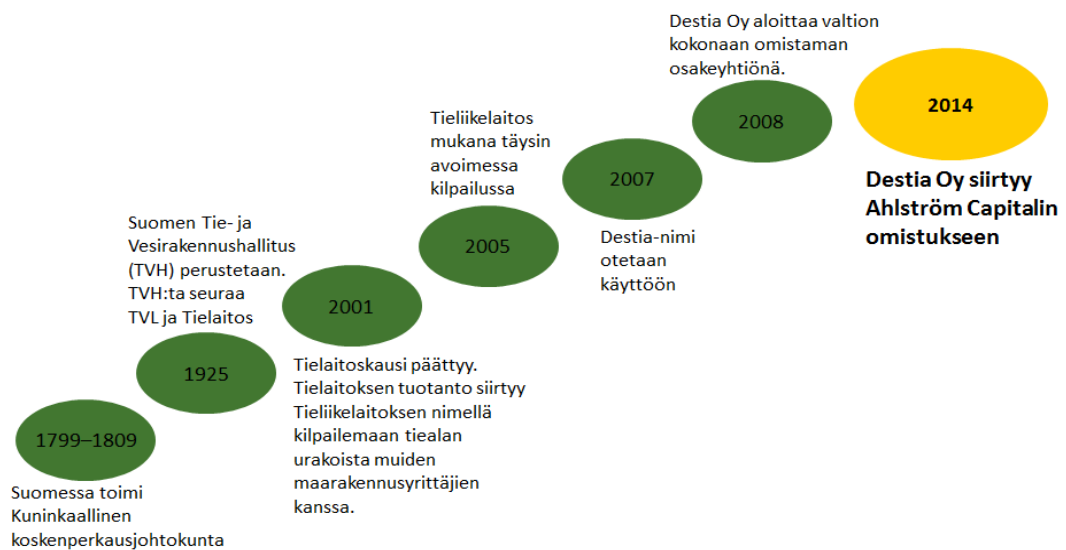 1799–1809
Suomessa toimi
Kuninkaallinen
koskenperkausjohtokunta
Suomen Tie- ja
Vesirakennushallitus
(TVH) perustetaan.
TVH:ta seuraa
TVL ja Tielaitos
1925
2001
Tielaitoskausi päättyy.
Tielaitoksen tuotanto siirtyy
Tieliikelaitoksen nimellä
kilpailemaan tiealan
urakoista muiden
maarakennusyrittäjien
kanssa.
Tieliikelaitos
mukana täysin
avoimessa
kilpailussa
2005
2007
Destia-nimi
otetaan
käyttöön
Destia Oy aloittaa valtion
kokonaan omistaman
osakeyhtiönä.
2008
2014
Destia Oy siirtyy
Ahlström Capitalin
omistukseen